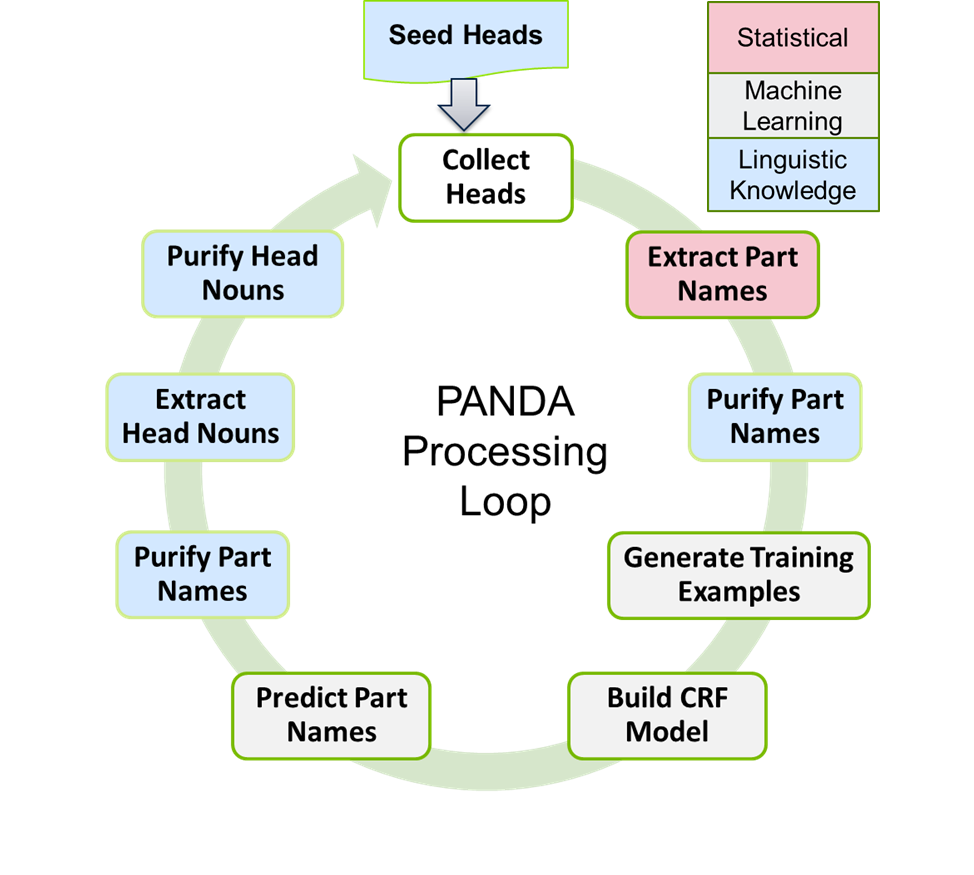 Seed Heads
Statistical
Machine
Learning
Linguistic
Knowledge
Collect
Heads
Extract Part
Names
Purify Part
Names
Generate Training
Examples
Build CRF
Model
Predict Part
Names
Purify Part
Names
Extract
Head Nouns
Purify Head
Nouns
PANDA
Processing
Loop